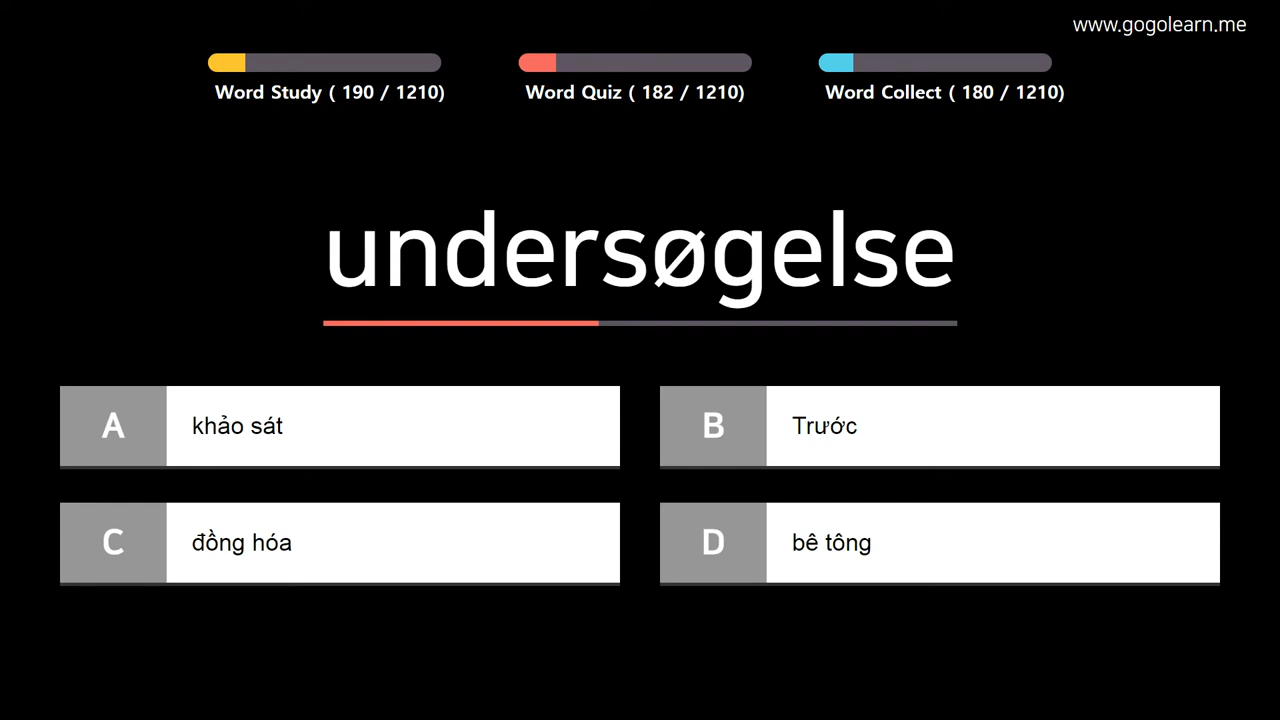 www.gogolearn.me
Word Study ( 190 / 1210)
Word Quiz ( 182 / 1210)
Word Collect ( 180 / 1210)
undersøgelse
A khảo sát
B Trước
C đồng hóa
D bê tông